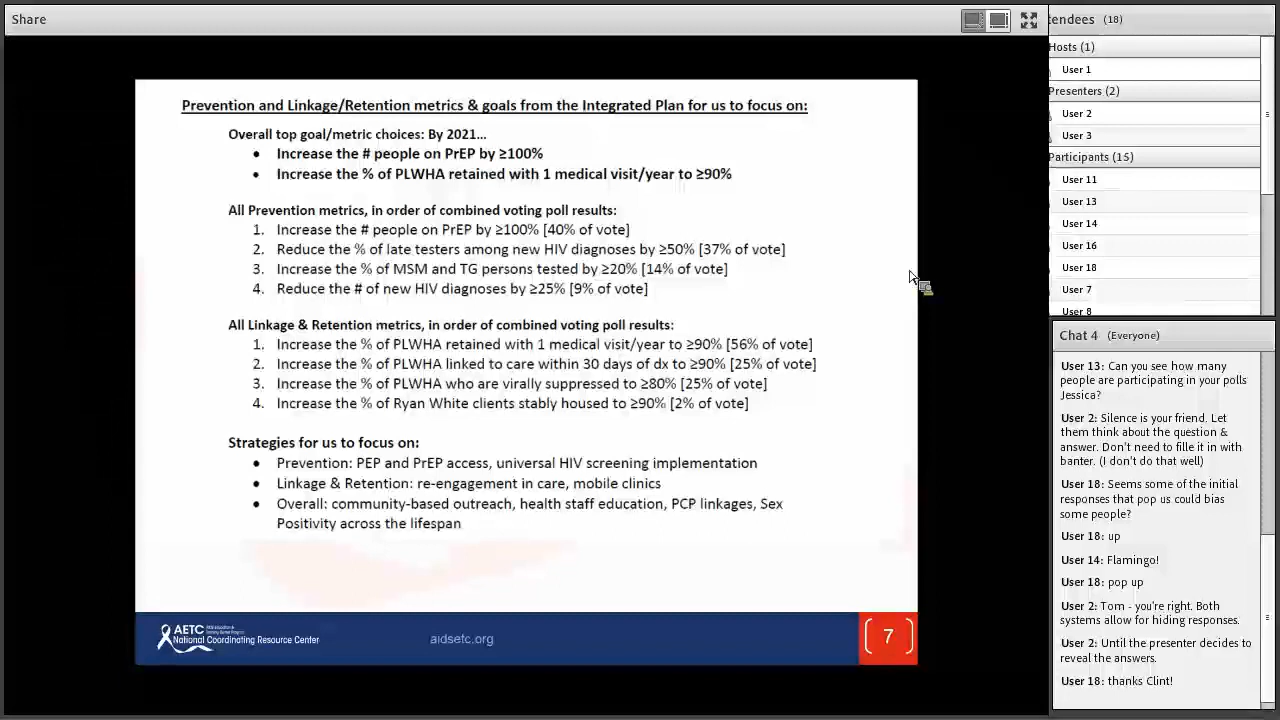 Share
tendees (18)
Hosts (1)
User 1
Presenters (2)
User 2
User 3
Participants (15)
User 11
User 13
User 14
User 16
User 18
User 7
User 8
Prevention and Linkage/Retention metrics & goals from the Integrated Plan for us to focus on:
Overall top goal/metric choices: By 2021…
• Increase the # people on PrEP by ≥100%
• Increase the % of PLWHA retained with 1 medical visit/year to ≥90%
All Prevention metrics, in order of combined voting poll results:
1. Increase the # people on PrEP by ≥100% [40% of vote]
2. Reduce the % of late testers among new HIV diagnoses by ≥50% [37% of vote]
3. Increase the % of MSM and TG persons tested by ≥20% [14% of vote]
4. Reduce the # of new HIV diagnoses by ≥25% [9% of vote]
All Linkage & Retention metrics, in order of combined voting poll results:
1. Increase the % of PLWHA retained with 1 medical visit/year to ≥90% [56% of vote]
2. Increase the % of PLWHA linked to care within 30 days of dx to ≥90% [25% of vote]
3. Increase the % of PLWHA who are virally suppressed to ≥80% [25% of vote]
4. Increase the % of Ryan White clients stably housed to ≥90% [2% of vote]
Strategies for us to focus on:
• Prevention: PEP and PrEP access, universal HIV screening implementation
• Linkage & Retention: re-engagement in care, mobile clinics
• Overall: community-based outreach, health staff education, PCP linkages, Sex
Positivity across the lifespan
AETC
National Coordinating Resource Center
aidsetc.org
7
Chat 4 (Everyone)
User 13: Can you see how many
people are participating in your polls
Jessica?
User 2: Silence is your friend. Let
them think about the question &
answer. Don't need to fille it in with
banter. (I don't do that well)
User 18: Seems some of the initial
responses that pop us could bias
some people?
User 18: up
User 14: Flamingo!
User 18: pop up
User 2: Tom - you're right. Both
systems allow for hiding responses.
User 2: Until the presenter decides to
reveal the answers.
User 18: thanks Clint!